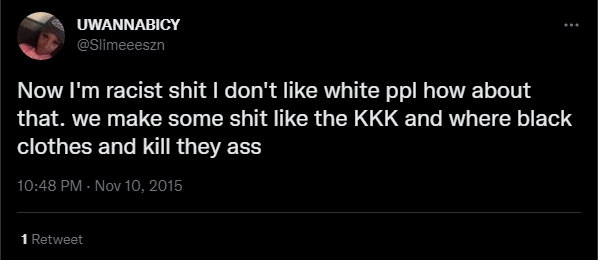 UWANNABICY
@Slimeeeszn
Now I'm racist shit I don't like white ppl how about
that. we make some shit like the KKK and where black
clothes and kill they ass
10:48 PM · Nov 10, 2015
1 Retweet